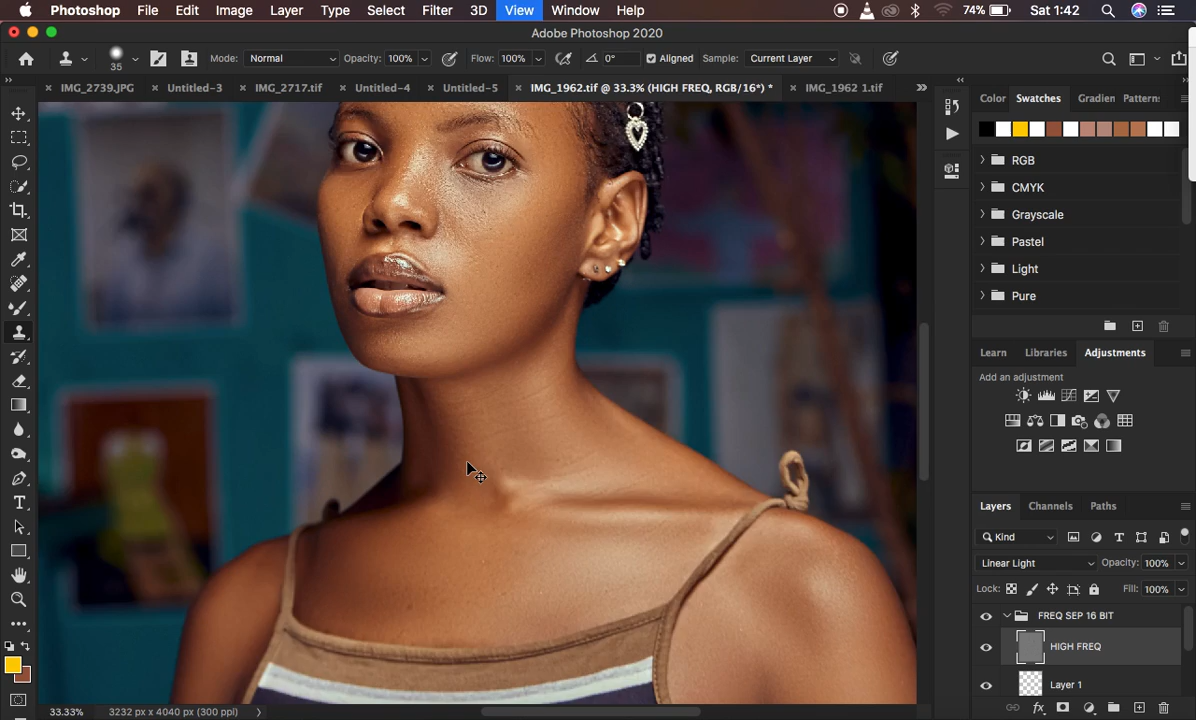 Photoshop File Edit Image Layer Type Select Filter 3D View Window Help 74% Sat 1:42
Adobe Photoshop 2020
35 Mode: Normal Opacity: 100% Flow: 100% 0° Aligned Sample: Current Layer
IMG_2739.JPG Untitled-3 IMG_2717.tif Untitled-4 Untitled-5 IMG_1962.tif @ 33.3% (HIGH FREQ, RGB/16*) * IMG_1962 1.tif
Color Swatches Gradien Pattern:
RGB
CMYK
Grayscale
Pastel
Light
Pure
Learn Libraries Adjustments
Add an adjustment
Layers Channels Paths
Kind
Linear Light Opacity: 100%
Lock: Fill: 100%
FREQ SEP 16 BIT
HIGH FREQ
Layer 1
33.33% 3232 px x 4040 px (300 ppi)